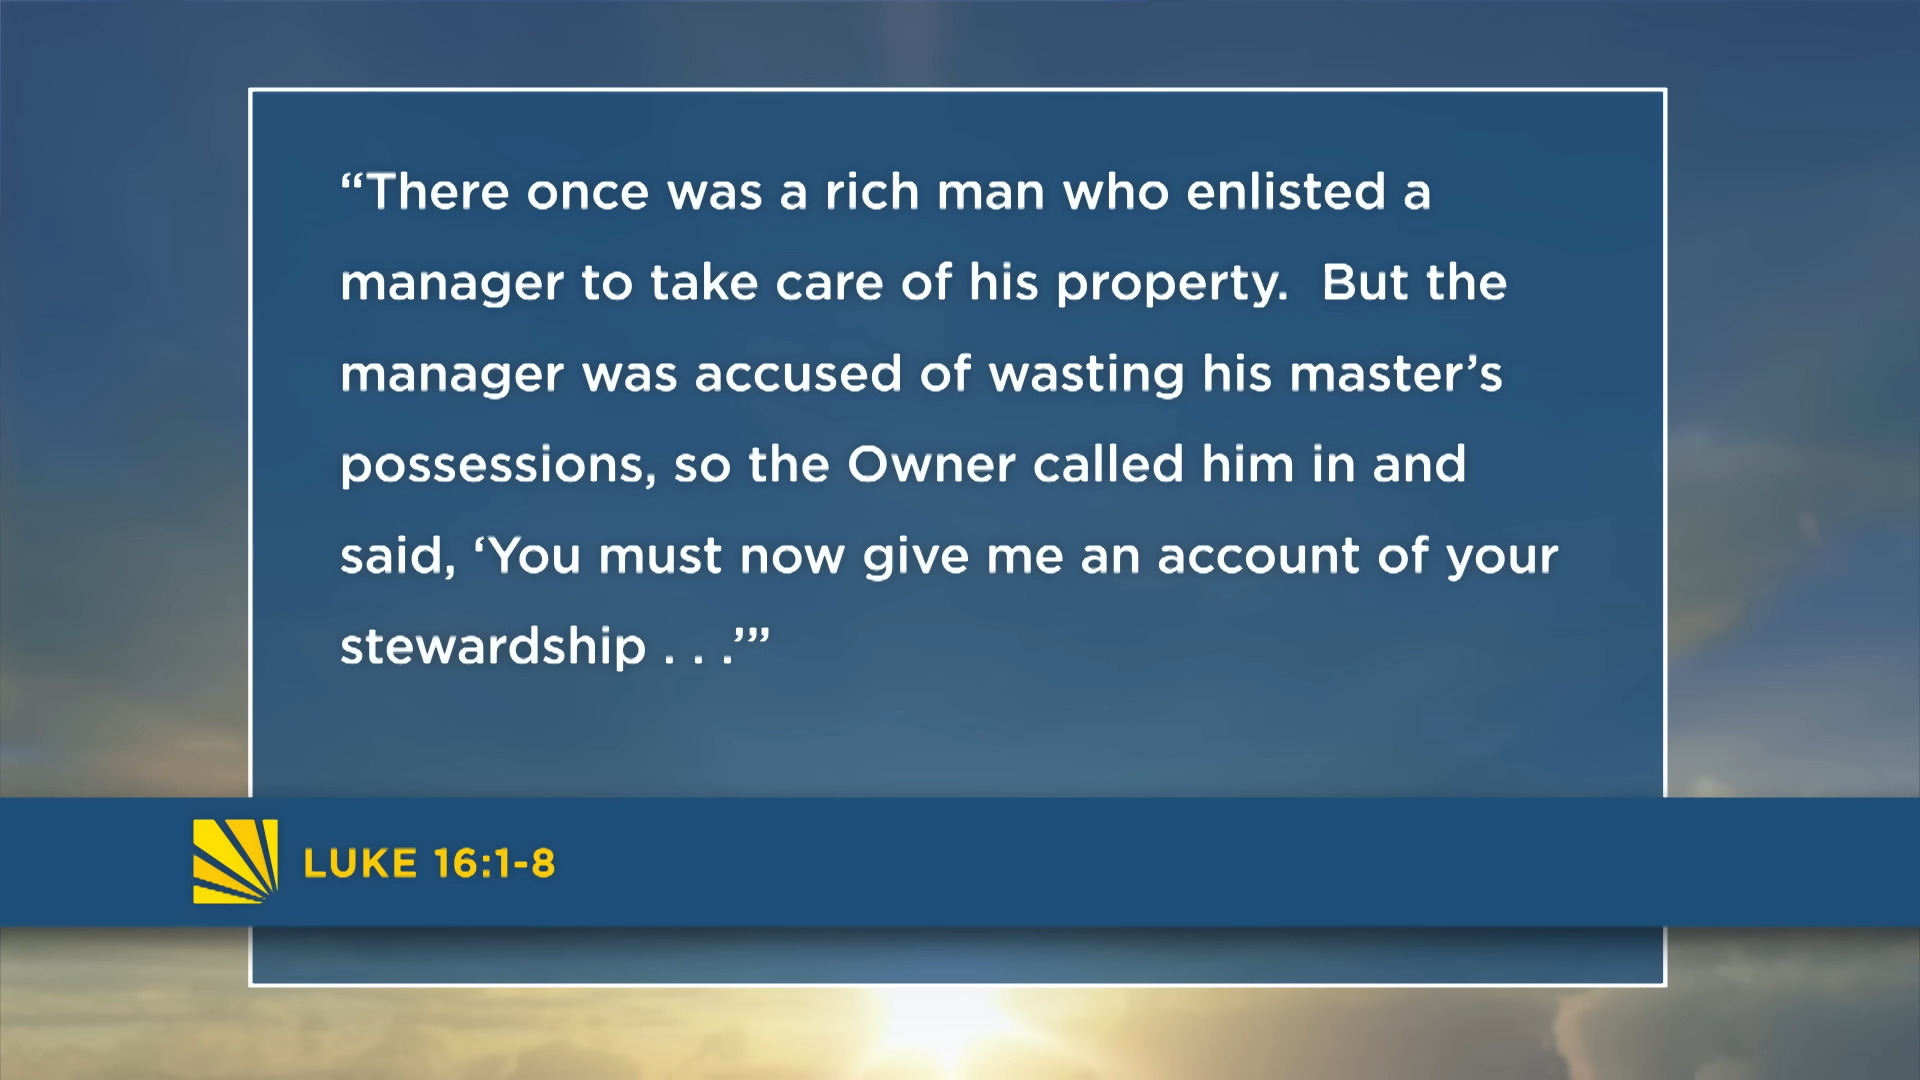 “There once was a rich man who enlisted a
manager to take care of his property.  But the
manager was accused of wasting his master’s
possessions, so the Owner called him in and
said, ‘You must now give me an account of your
stewardship . . .’”
LUKE 16:1-8